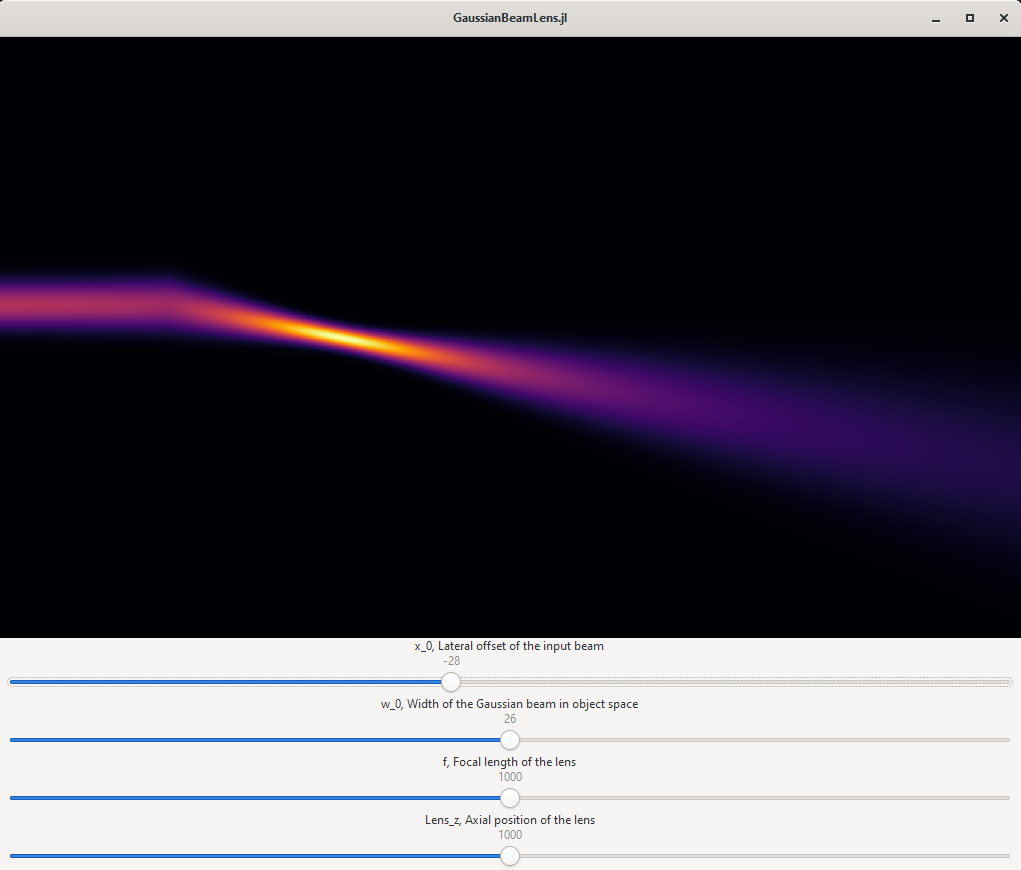 GaussianBeamLens.jl
x_0, Lateral offset of the input beam
-28
w_0, Width of the Gaussian beam in object space
26
f, Focal length of the lens
1000
Lens_z, Axial position of the lens
1000